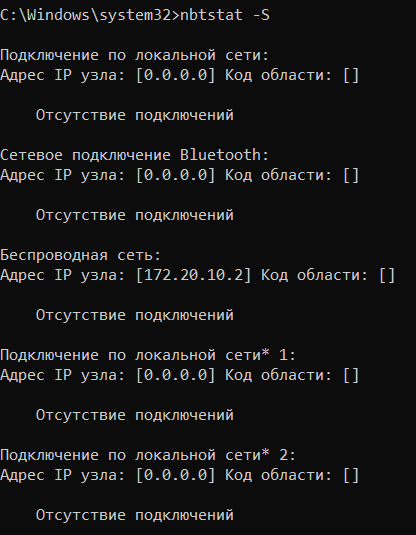 C:\Windows\system32>nbtstat -S
Подключение по локальной сети:
Адрес IP узла: [0.0.0.0] Код области: []
Отсутствие подключений
Сетевое подключение Bluetooth:
Адрес IP узла: [0.0.0.0] Код области: []
Отсутствие подключений
Беспроводная сеть:
Адрес IP узла: [172.20.10.2] Код области: []
Отсутствие подключений
Подключение по локальной сети* 1:
Адрес IP узла: [0.0.0.0] Код области: []
Отсутствие подключений
Подключение по локальной сети* 2:
Адрес IP узла: [0.0.0.0] Код области: []
Отсутствие подключений